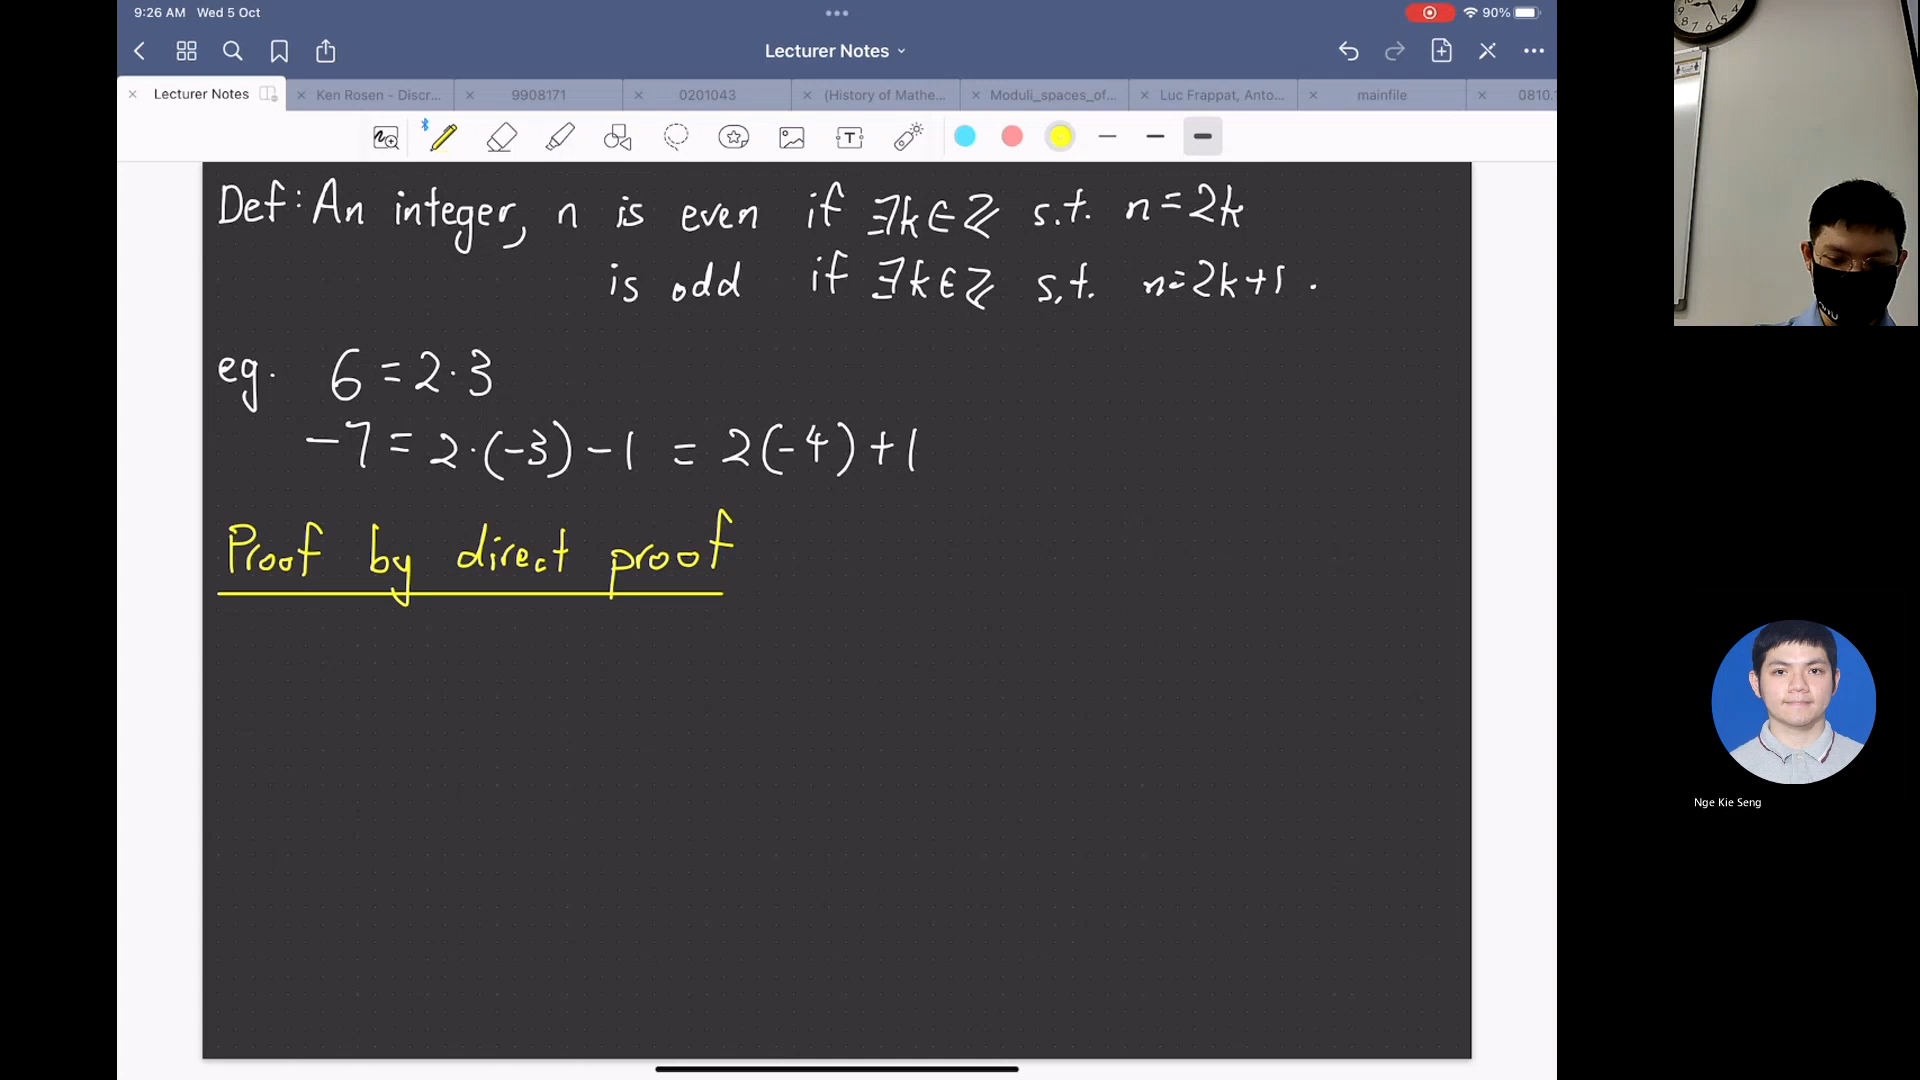 9:26 AM Wed 5 Oct
90%
Lecturer Notes
Lecturer Notes
Ken Rosen - Discr...
9908171
0201043
(History of Mathe...
Moduli_spaces_of...
Luc Frappat, Anto...
mainfile
0810.
Def: An integer, n is even if ∃k∈ℤ s.t. n=2k
is odd if ∃k∈ℤ s.t. n=2k+1.
eg. 6=2·3
-7=2·(-3)-1 = 2(-4)+1
Proof by direct proof
Nge Kie Seng